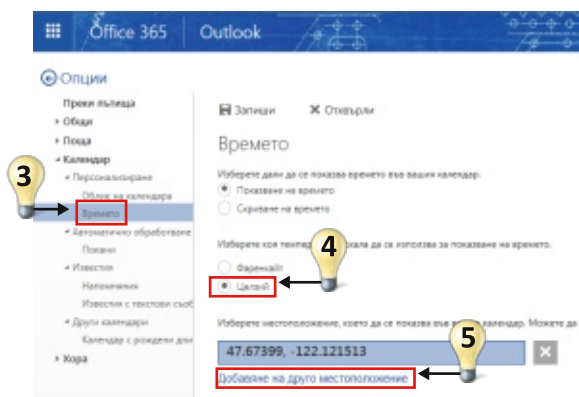 Office 365 Outlook
Опции
Преки пътища
Общи
Поща
Календар
Персонализиране
Облик на календара
3
Времето
Автоматично обработване
Покани
Известия
Напомняния
Известия с текстови съоб
Други календари
Календар с рождени дни
Хора
Запиши Отхвърли
Времето
Изберете дали да се показва времето във вашия календар.
Показване на времето
Скриване на времето
4
Изберете коя скала да се използва за показване на времето.
Фаренхайт
Целзий
Изберете местоположение, което да се показва във календар. Можете да
5
47.67399, -122.121513
Добавяне на друго местоположение